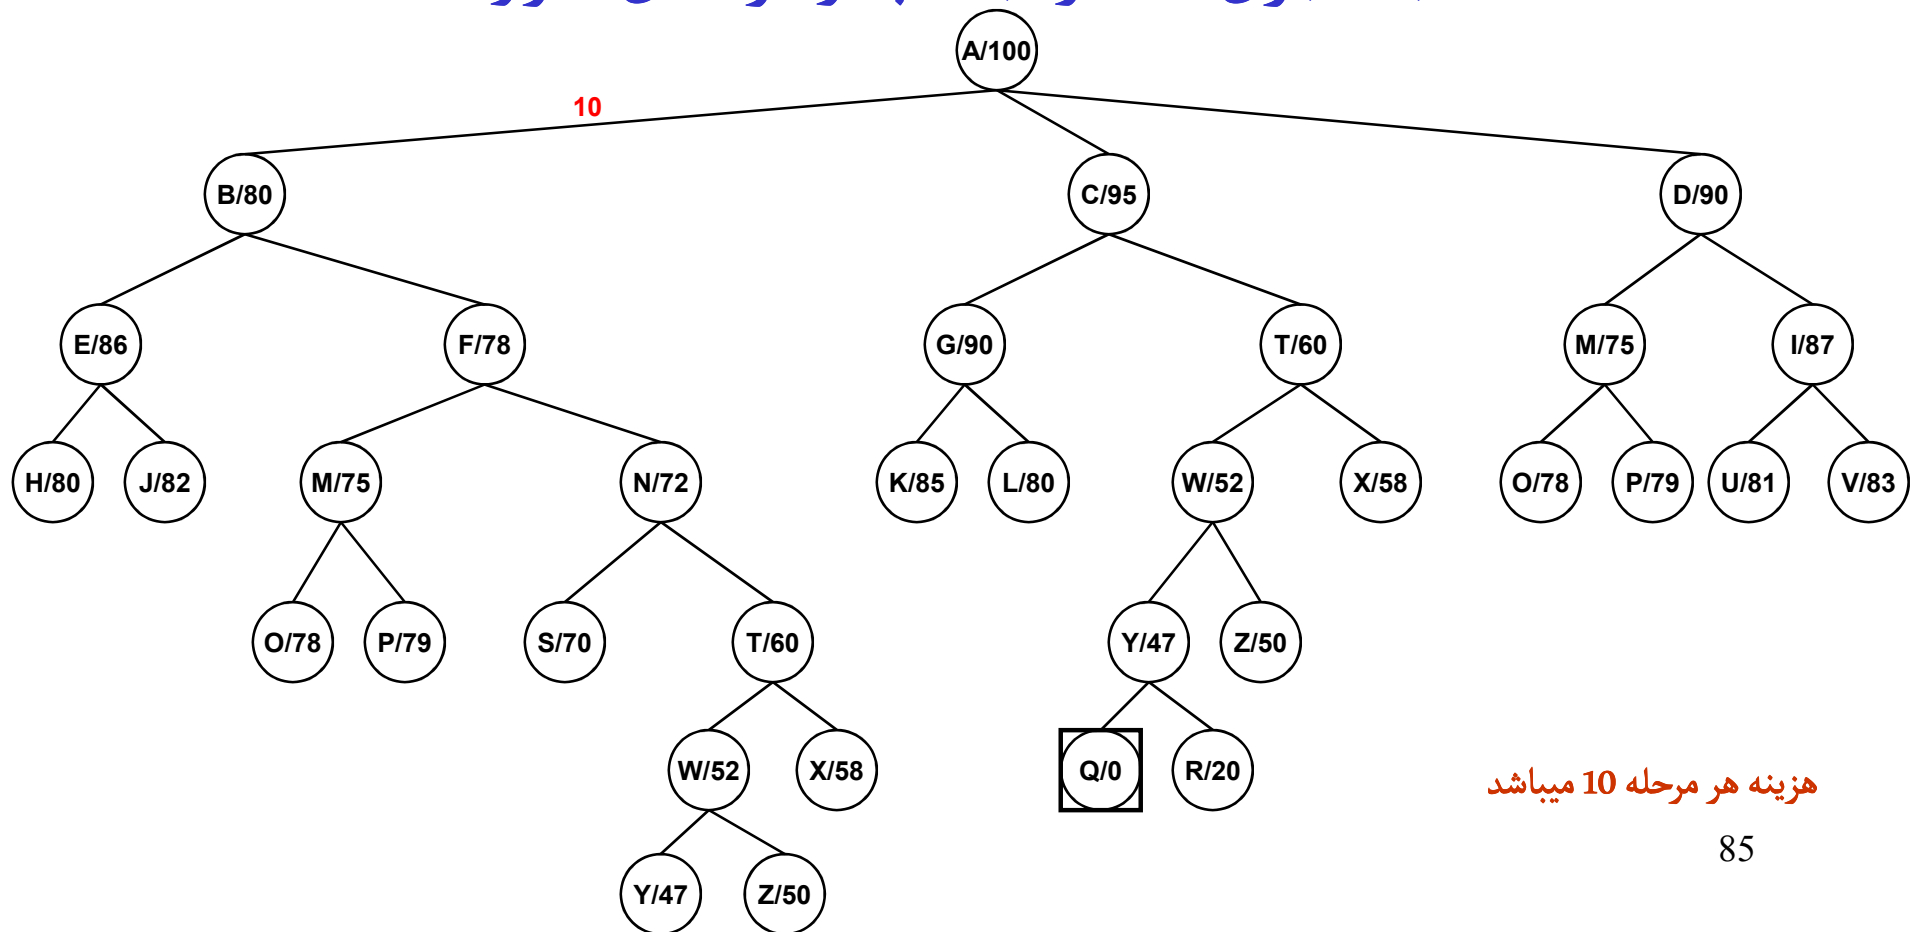 A/100
10
B/80 C/95 D/90
E/86 F/78 G/90 T/60 M/75 I/87
H/80 J/82 M/75 N/72 K/85 L/80 W/52 X/58 O/78 P/79 U/81 V/83
O/78 P/79 S/70 T/60 Y/47 Z/50
W/52 X/58 Q/0 R/20
هزینه هر مرحله 10 میباشد
85
Y/47 Z/50